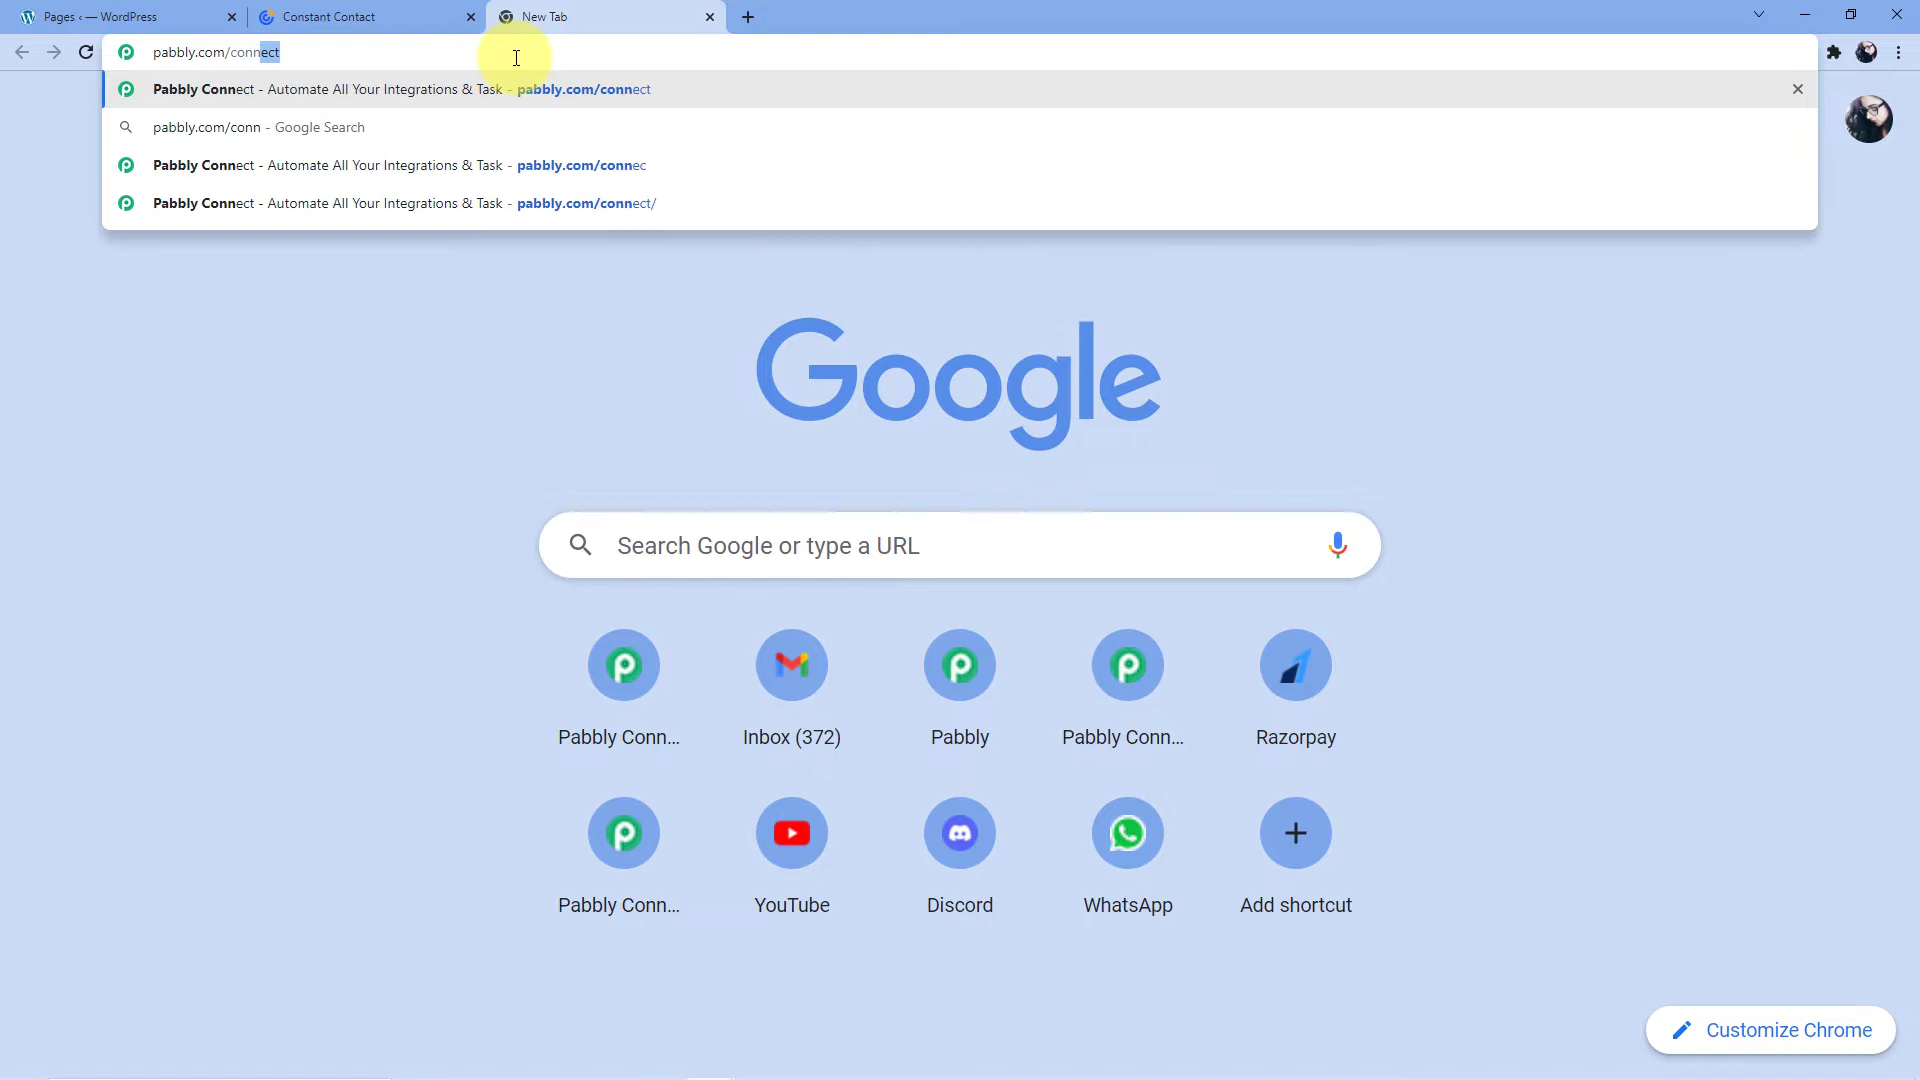 Pages ‹ — WordPress
Constant Contact
New Tab
pabbly.com/connect
Pabbly Connect - Automate All Your Integrations & Task - pabbly.com/connect
pabbly.com/conn - Google Search
Pabbly Connect - Automate All Your Integrations & Task - pabbly.com/connec
Pabbly Connect - Automate All Your Integrations & Task - pabbly.com/connect/
Google
Search Google or type a URL
Pabbly Conn...
Inbox (372)
Pabbly
Pabbly Conn...
Razorpay
Pabbly Conn...
YouTube
Discord
WhatsApp
Add shortcut
Customize Chrome